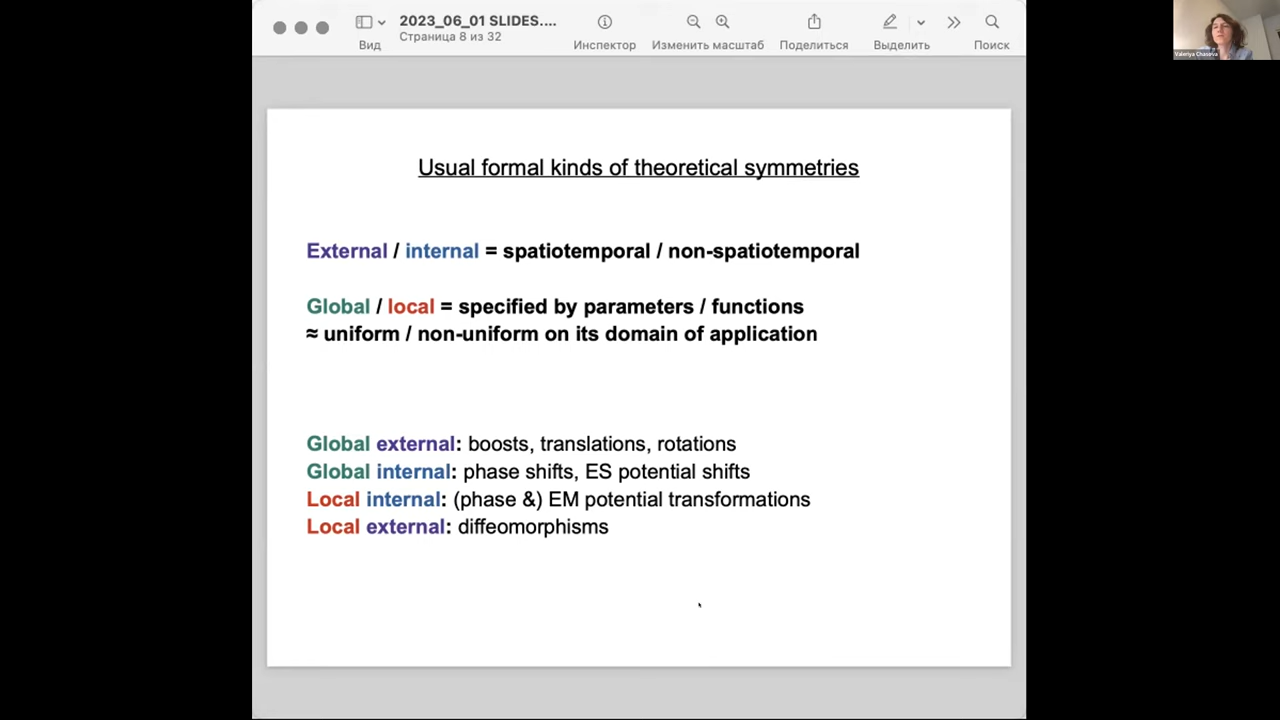 2023_06_01 SLIDES....
Страница 8 из 32
Вид
Инспектор
Изменить масштаб
Поделиться
Выделить
Поиск
Valeriya Chasova
Usual formal kinds of theoretical symmetries
External / internal = spatiotemporal / non-spatiotemporal
Global / local = specified by parameters / functions
≈ uniform / non-uniform on its domain of application
Global external: boosts, translations, rotations
Global internal: phase shifts, ES potential shifts
Local internal: (phase &) EM potential transformations
Local external: diffeomorphisms